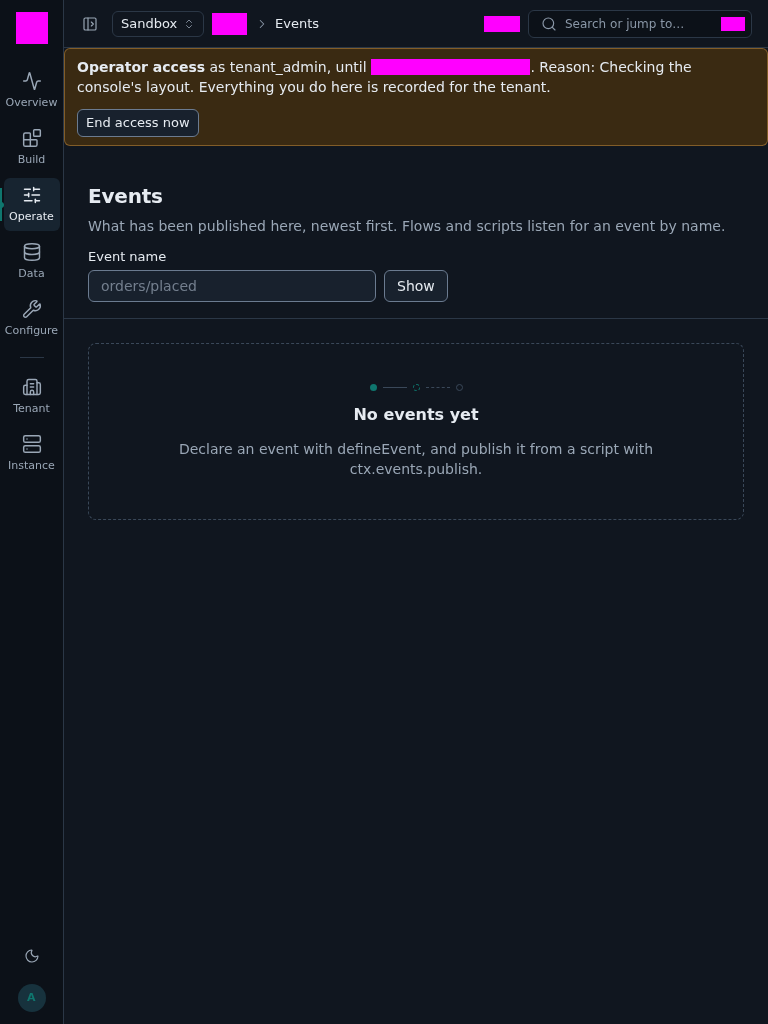 Sandbox
Events
Search or jump to…
Operator access as tenant_admin, until . Reason: Checking the
console's layout. Everything you do here is recorded for the tenant.
End access now
Overview
Build
Operate
Data
Configure
Tenant
Instance
A
Events
What has been published here, newest first. Flows and scripts listen for an event by name.
Event name
orders/placed
Show
No events yet
Declare an event with defineEvent, and publish it from a script with
ctx.events.publish.